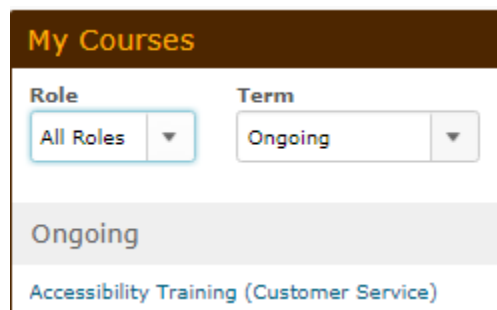 My Courses
Role Term
All Roles Ongoing
Ongoing
Accessibility Training (Customer Service)